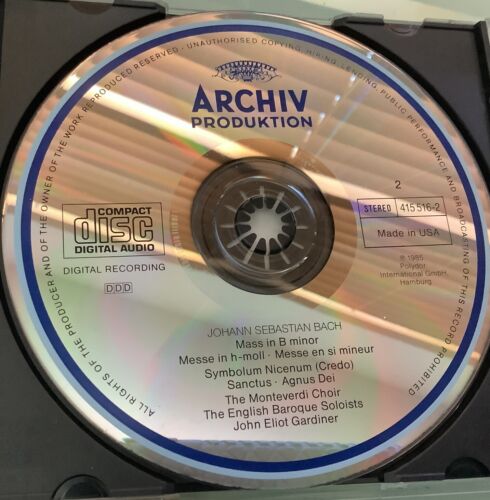 ALL RIGHTS OF THE PRODUCER AND OF THE OWNER OF THE WORK REPRODUCED RESERVED · UNAUTHORISED COPYING, HIRING, LENDING, PUBLIC PERFORMANCE AND BROADCASTING OF THIS RECORD PROHIBITED
ARCHIV
PRODUKTION
2
STEREO 415 516-2
Made in USA
COMPACT
disc
DIGITAL AUDIO
DIGITAL RECORDING
DDD
℗ 1985
Polydor
International GmbH
Hamburg
JOHANN SEBASTIAN BACH
Mass in B minor
Messe in h-moll · Messe en si mineur
Symbolum Nicenum (Credo)
Sanctus · Agnus Dei
The Monteverdi Choir
The English Baroque Soloists
John Eliot Gardiner